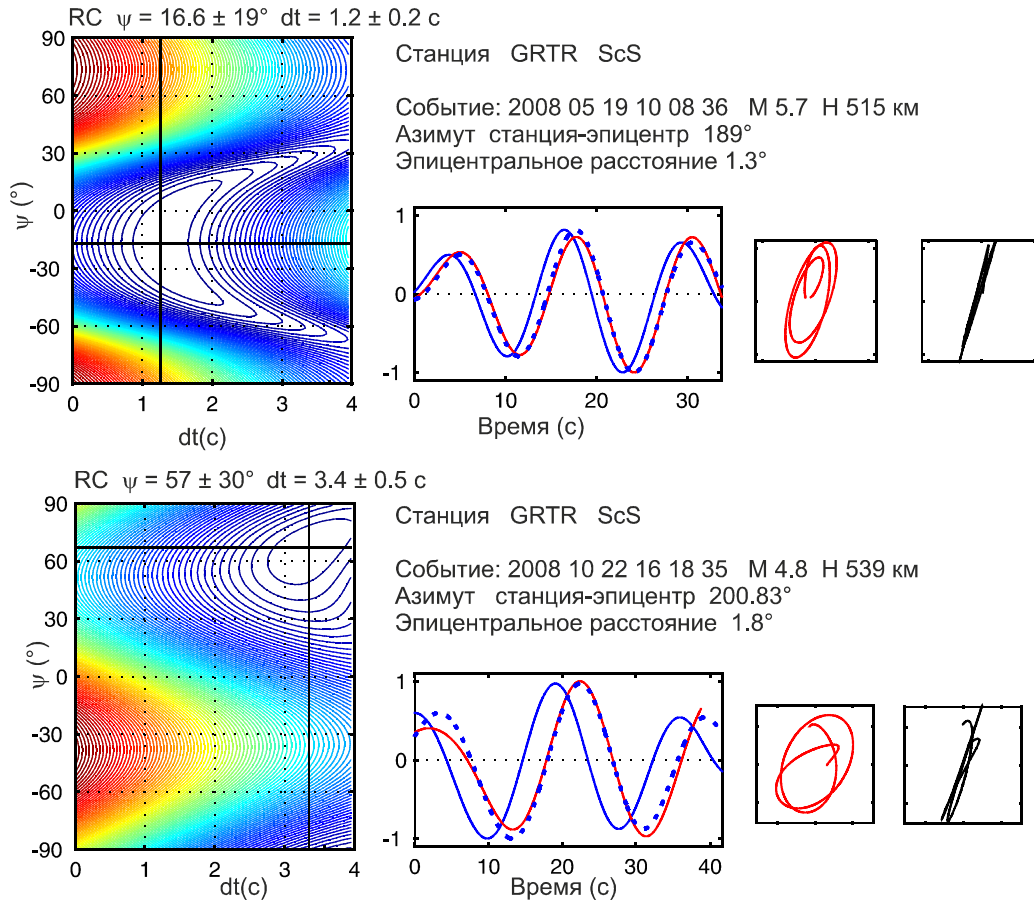 RC ψ = 16.6 ± 19° dt = 1.2 ± 0.2 c
90
60
30
0
-30
-60
-90
ψ (°)
0 1 2 3 4
dt(c)
Станция GRTR ScS
Событие: 2008 05 19 10 08 36 M 5.7 H 515 км
Азимут станция-эпицентр 189°
Эпицентральное расстояние 1.3°
1
0
-1
0 10 20 30
Время (c)
RC ψ = 57 ± 30° dt = 3.4 ± 0.5 c
90
60
30
0
-30
-60
-90
ψ (°)
0 1 2 3 4
dt(c)
Станция GRTR ScS
Событие: 2008 10 22 16 18 35 M 4.8 H 539 км
Азимут станция-эпицентр 200.83°
Эпицентральное расстояние 1.8°
1
0
-1
0 10 20 30 40
Время (c)